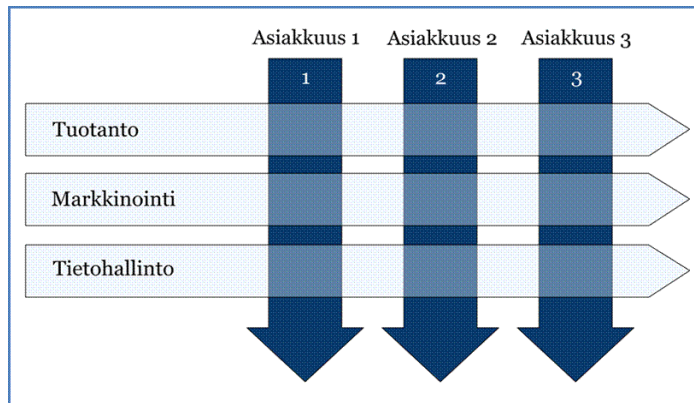 Asiakkuus 1 Asiakkuus 2 Asiakkuus 3
1 2 3
Tuotanto
Markkinointi
Tietohallinto